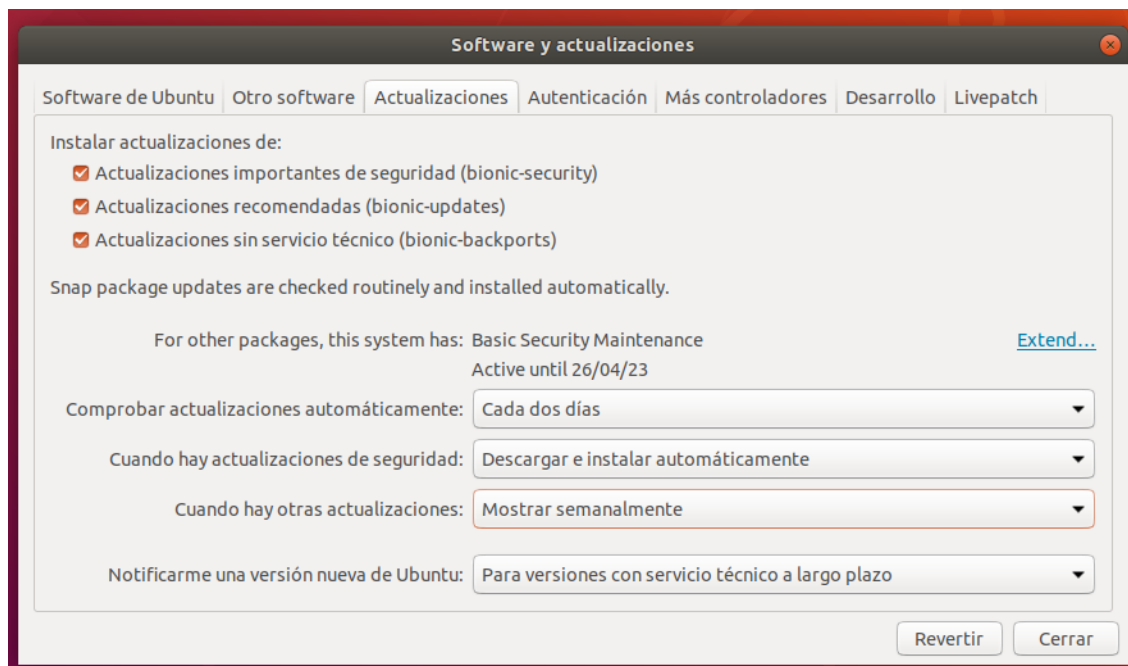 Software y actualizaciones
Software de Ubuntu Otro software Actualizaciones Autenticación Más controladores Desarrollo Livepatch
Instalar actualizaciones de:
Actualizaciones importantes de seguridad (bionic-security)
Actualizaciones recomendadas (bionic-updates)
Actualizaciones sin servicio técnico (bionic-backports)
Snap package updates are checked routinely and installed automatically.
For other packages, this system has: Basic Security Maintenance Extend...
Active until 26/04/23
Comprobar actualizaciones automáticamente: Cada dos días
Cuando hay actualizaciones de seguridad: Descargar e instalar automáticamente
Cuando hay otras actualizaciones: Mostrar semanalmente
Notificarme una versión nueva de Ubuntu: Para versiones con servicio técnico a largo plazo
Revertir Cerrar